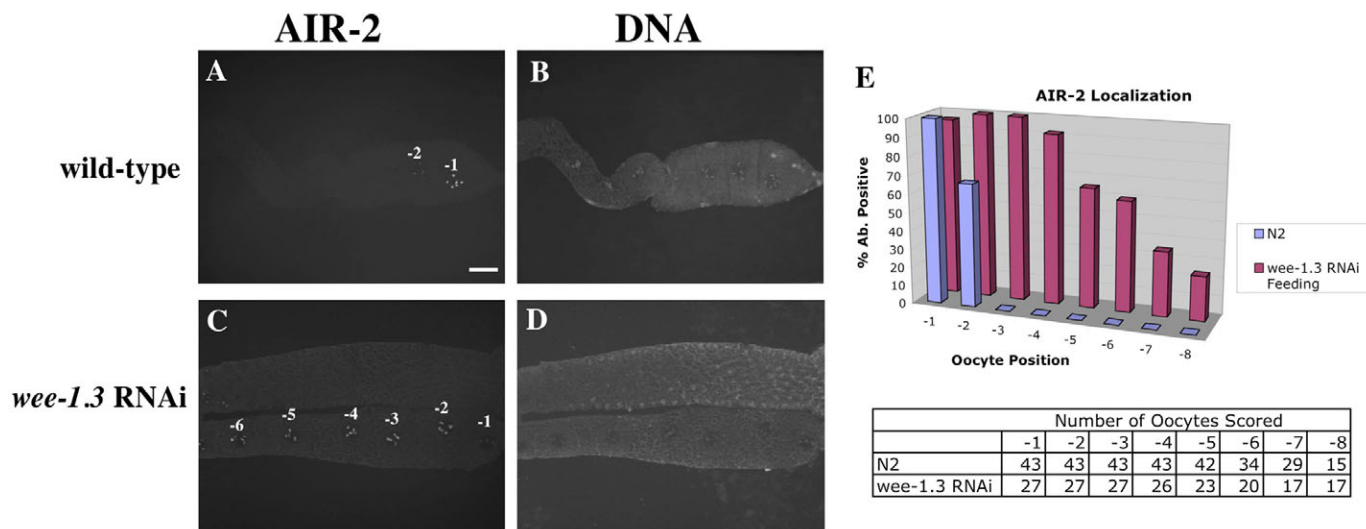 AIR-2 DNA
wild-type
wee-1.3 RNAi
A
-2
-1
B
C
-6
-5
-4
-3
-2
-1
D
E
AIR-2 Localization
% Ab. Positive
100
90
80
70
60
50
40
30
20
10
0
-1 -2 -3 -4 -5 -6 -7 -8
Oocyte Position
N2
wee-1.3 RNAi
Feeding
Number of Oocytes Scored
-1 -2 -3 -4 -5 -6 -7 -8
N2 43 43 43 43 42 34 29 15
wee-1.3 RNAi 27 27 27 26 23 20 17 17